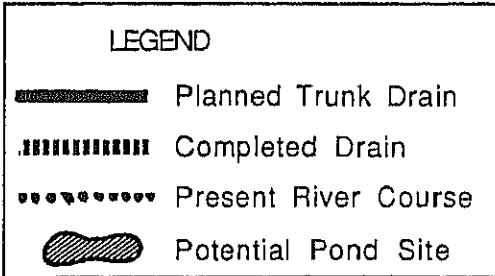 LEGEND
Planned Trunk Drain
Completed Drain
Present River Course
Potential Pond Site